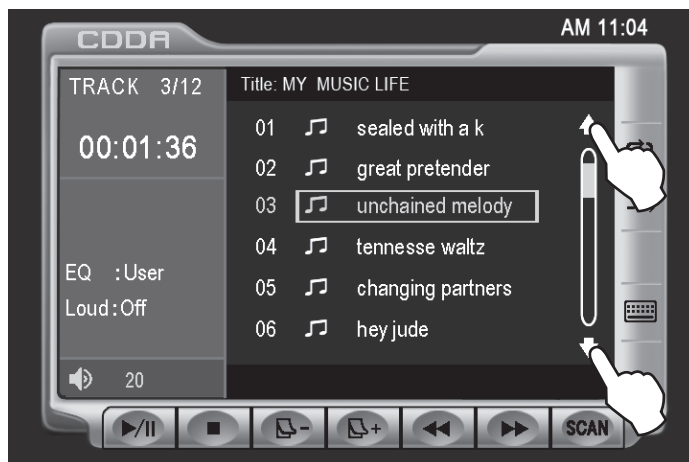 CDDA
AM 11:04
TRACK 3/12
00:01:36
EQ :User
Loud:Off
20
Title: MY MUSIC LIFE
01 sealed with a k
02 great pretender
03 unchained melody
04 tennesse waltz
05 changing partners
06 hey jude
- + SCAN